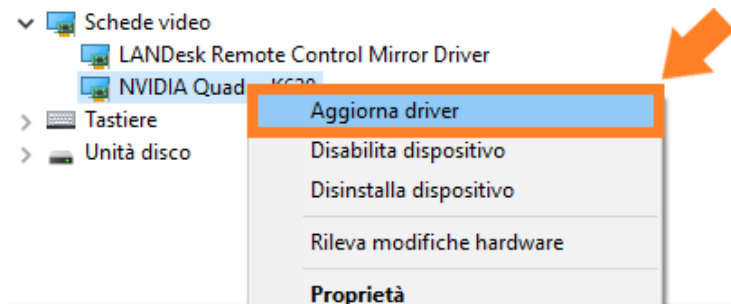 Schede video
LANDesk Remote Control Mirror Driver
NVIDIA Quad
Tastiere
Unità disco
Aggiorna driver
Disabilita dispositivo
Disinstalla dispositivo
Rileva modifiche hardware
Proprietà